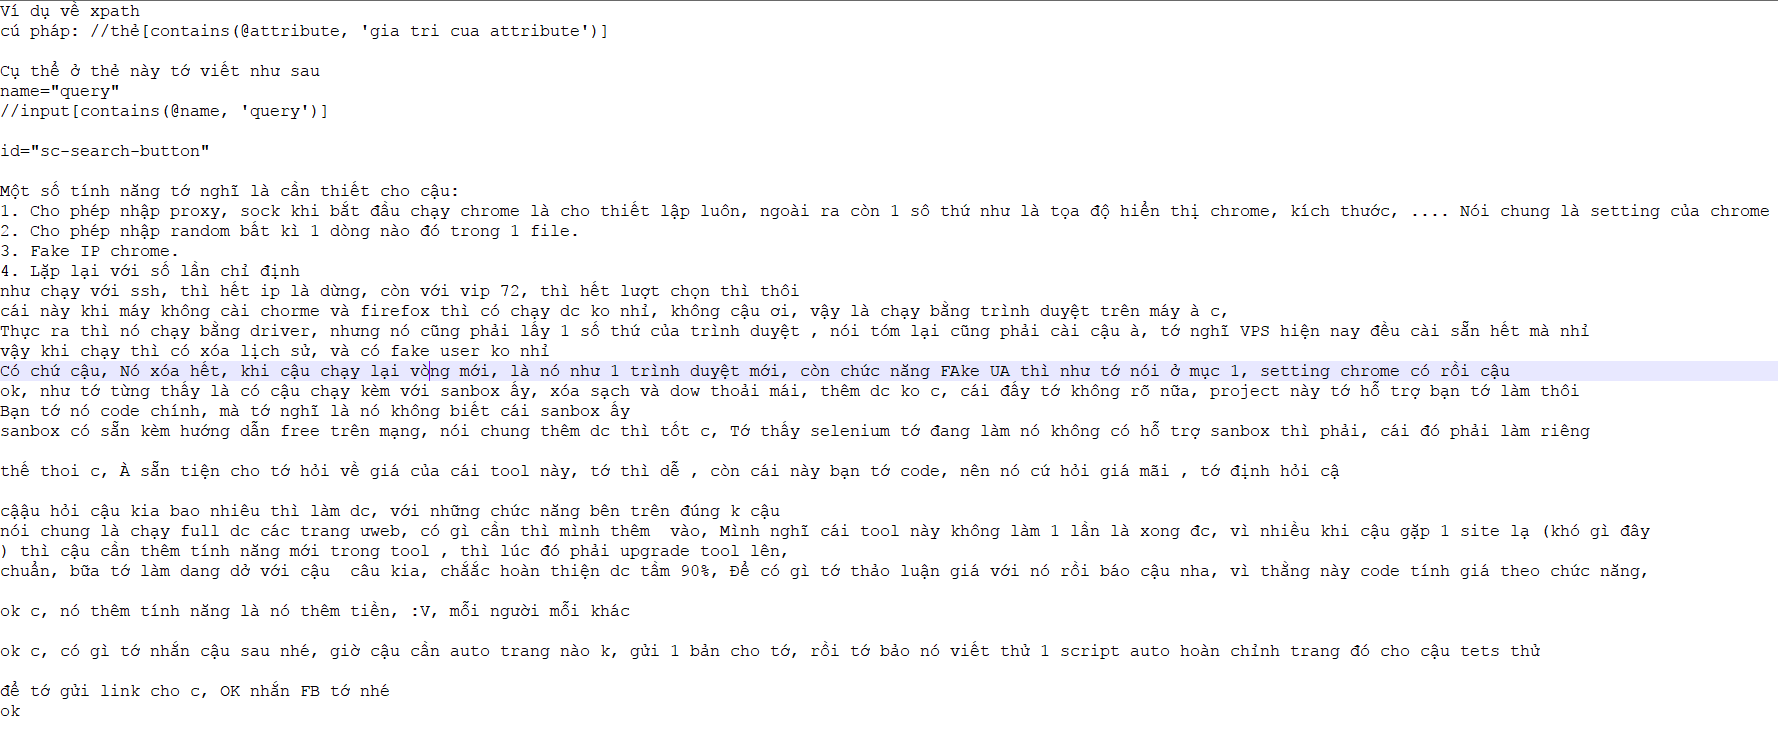 Ví dụ về xpath
cú pháp: //thẻ[contains(@attribute, 'gia tri cua attribute')]
Cụ thể ở thẻ này tớ viết như sau
name="query"
//input[contains(@name, 'query')]
id="sc-search-button"
Một số tính năng tớ nghĩ là cần thiết cho cậu:
1. Cho phép nhập proxy, sock khi bắt đầu chạy chrome là cho thiết lập luôn, ngoài ra còn 1 sô thứ như là tọa độ hiển thị chrome, kích thước, .... Nói chung là setting của chrome
2. Cho phép nhập random bất kì 1 dòng nào đó trong 1 file.
3. Fake IP chrome.
4. Lặp lại với số lần chỉ định
như chạy với ssh, thì hết ip là dừng, còn với vip 72, thì hết lượt chọn thì thôi
cái này khi máy không cài chorme và firefox thì có chạy dc ko nhỉ, không cậu ơi, vậy là chạy bằng trình duyệt trên máy à c,
Thực ra thì nó chạy bằng driver, nhưng nó cũng phải lấy 1 số thứ của trình duyệt , nói tóm lại cũng phải cài cậu à, tớ nghĩ VPS hiện nay đều cài sẵn hết mà nhỉ
vậy khi chạy thì có xóa lịch sử, và có fake user ko nhỉ
Có chứ cậu, Nó xóa hết, khi cậu chạy lại vòng mới, là nó như 1 trình duyệt mới, còn chức năng FAke UA thì như tớ nói ở mục 1, setting chrome có rồi cậu
ok, như tớ từng thấy là có cậu chạy kèm với sanbox ấy, xóa sạch và dow thoải mái, thêm dc ko c, cái đấy tớ không rõ nữa, project này tớ hỗ trợ bạn tớ làm thôi
Bạn tớ nó code chính, mà tớ nghĩ là nó không biết cái sanbox ấy
sanbox có sẵn kèm hướng dẫn free trên mạng, nói chung thêm dc thì tốt c, Tớ thấy selenium tớ đang làm nó không có hỗ trợ sanbox thì phải, cái đó phải làm riêng
thế thoi c, À sẵn tiện cho tớ hỏi về giá của cái tool này, tớ thì dễ , còn cái này bạn tớ code, nên nó cứ hỏi giá mãi , tớ định hỏi cậ
cậậu hỏi cậu kia bao nhiêu thì làm dc, với những chức năng bên trên đúng k cậu
nói chung là chạy full dc các trang uweb, có gì cần thì mình thêm  vào, Mình nghĩ cái tool này không làm 1 lần là xong đc, vì nhiều khi cậu gặp 1 site lạ (khó gì đây
) thì cậu cần thêm tính năng mới trong tool , thì lúc đó phải upgrade tool lên,
chuẩn, bữa tớ làm dang dở với cậu  câu kia, chắắc hoàn thiện dc tầm 90%, Để có gì tớ thảo luận giá với nó rồi báo cậu nha, vì thằng này code tính giá theo chức năng,
ok c, nó thêm tính năng là nó thêm tiền, :V, mỗi người mỗi khác
ok c, có gì tớ nhắn cậu sau nhé, giờ cậu cần auto trang nào k, gửi 1 bản cho tớ, rồi tớ bảo nó viết thử 1 script auto hoàn chỉnh trang đó cho cậu tets thử
để tớ gửi link cho c, OK nhắn FB tớ nhé
ok